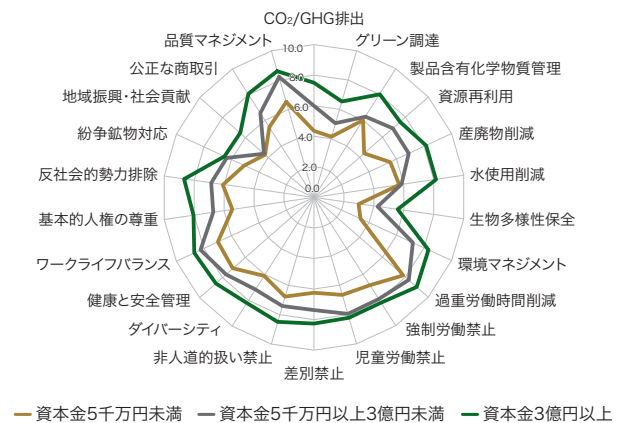 CO₂/GHG排出
グリーン調達
製品含有化学物質管理
資源再利用
産廃物削減
水使用削減
生物多様性保全
環境マネジメント
過重労働時間削減
強制労働禁止
児童労働禁止
差別禁止
非人道的扱い禁止
ダイバーシティ
健康と安全管理
ワークライフバランス
基本的人権の尊重
反社会的勢力排除
紛争鉱物対応
地域振興・社会貢献
公正な商取引
品質マネジメント
10.0
8.0
6.0
4.0
2.0
0.0
資本金5千万円未満 資本金5千万円以上3億円未満 資本金3億円以上